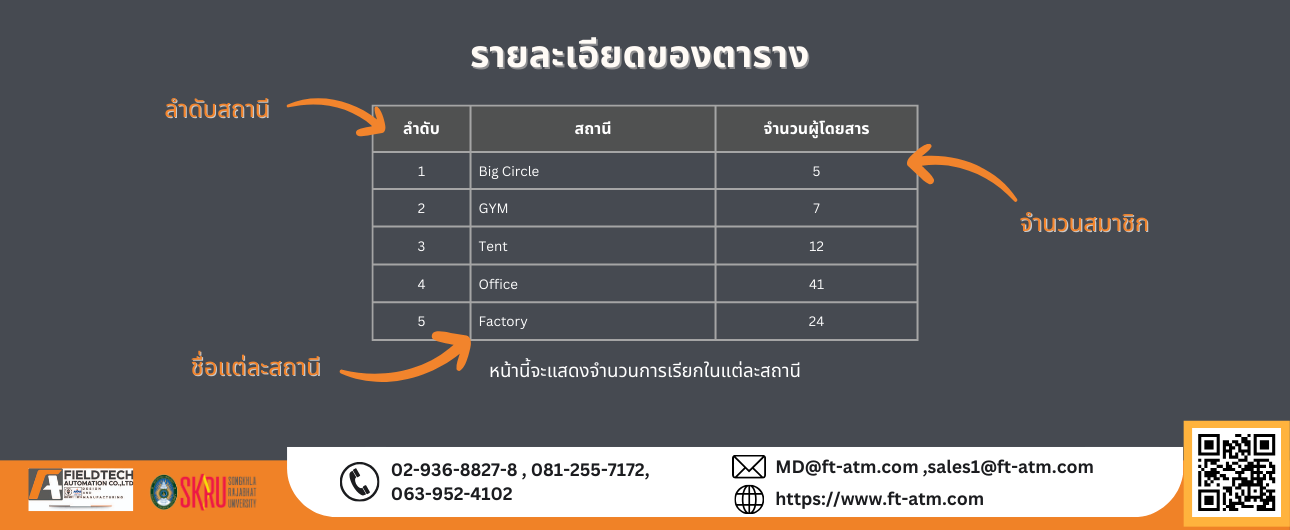 รายละเอียดของตาราง
ลำดับสถานี
ลำดับ สถานี จำนวนผู้โดยสาร
1 Big Circle 5
2 GYM 7
3 Tent 12
4 Office 41
5 Factory 24
จำนวนสมาชิก
ชื่อแต่ละสถานี
หน้านี้จะแสดงจำนวนการเรียกในแต่ละสถานี
FIELDTECH
AUTOMATION CO.,LTD
DESIGN
AND
MANUFACTURING
SKRU
SONGKHLA
RAJABHAT
UNIVERSITY
02-936-8827-8 , 081-255-7172,
063-952-4102
MD@ft-atm.com ,sales1@ft-atm.com
https://www.ft-atm.com